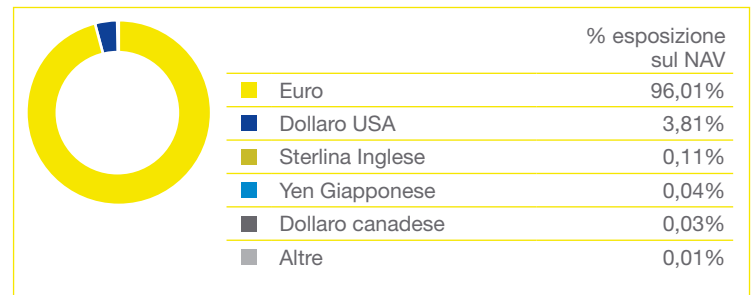 % esposizione
sul NAV
Euro 96,01%
Dollaro USA 3,81%
Sterlina Inglese 0,11%
Yen Giapponese 0,04%
Dollaro canadese 0,03%
Altre 0,01%